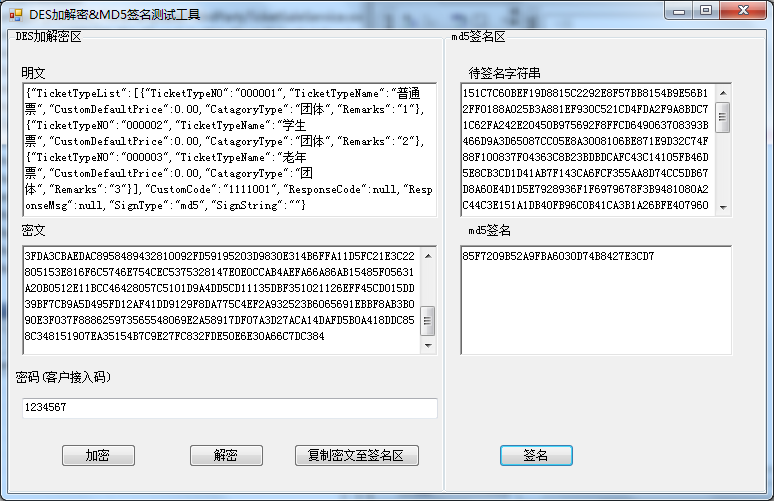 DES加解密&MD5签名测试工具
DES加解密区
明文
{"TicketTypeList":[{"TicketTypeNO":"000001","TicketTypeName":"普通
票","CustomDefaultPrice":0.00,"CatagoryType":"团体","Remarks":"1"},
{"TicketTypeNO":"000002","TicketTypeName":"学生
票","CustomDefaultPrice":0.00,"CatagoryType":"团体","Remarks":"2"},
{"TicketTypeNO":"000003","TicketTypeName":"老年
票","CustomDefaultPrice":0.00,"CatagoryType":"团
体","Remarks":"3"}],"CustomCode":"1111001","ResponseCode":null,"Resp
onseMsg":null,"SignType":"md5","SignString":""}
密文
3FDA3CBAEDAC8958489432810092FD59195203D9830E314B6FFA11D5FC21E3C22
805153E816F6C5746E754CEC5375328147E0E0CCAB4AEFA66A86AB15485F05631
A20B0512E11BCC46428057C5101D9A4DD5CD11135DBF351021126EFF45CD015DD
39BF7CB9A5D495FD12AF41DD9129F8DA775C4EF2A932523B6065691EBBF8AB3B0
90E3F037F888625973565548069E2A58917DF07A3D27ACA14DAFD5B0A418DDC85
8C348151907EA35154B7C9E27FC832FDE50E6E30A66C7DC384
密码(客户接入码)
1234567
加密
解密
复制密文至签名区
md5签名区
待签名字符串
151C7C60BEF19D8815C2292E8F57BB8154B9E56B1
2FF0188A025B3A881EF930C521CD4FDA2F9A8BDC7
1C62FA242E20450B975692F8FFCD649063708393B
466D9A3D65087CC05E8A3008106BE871E9D32C74F
88F100837F04363C8B23BDBDCAFC43C14105FB46D
5E8CB3CD1D41AB7F143CA6FCF355AA8D74CC5DB67
D8A60E4D1D5E7928936F1F6979678F3B9481080A2
C44C3E151A1DB40FB96C0B41CA3B1A26BFE407960
md5签名
85F7209B52A9FBA6030D74B8427E3CD7
签名